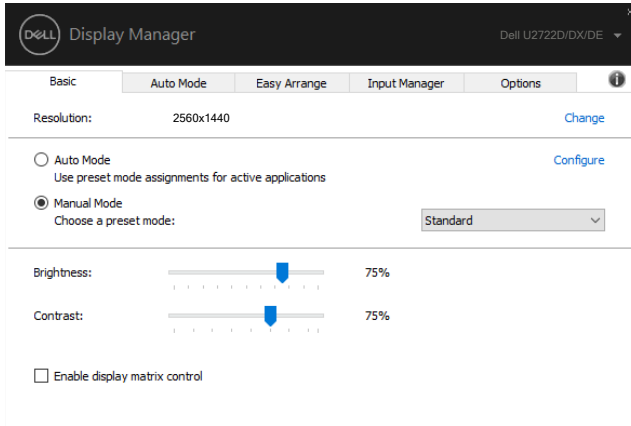 DELL Display Manager Dell U2722D/DX/DE
Basic Auto Mode Easy Arrange Input Manager Options
Resolution: 2560x1440 Change
Auto Mode Configure
Use preset mode assignments for active applications
Manual Mode
Choose a preset mode: Standard
Brightness: 75%
Contrast: 75%
Enable display matrix control